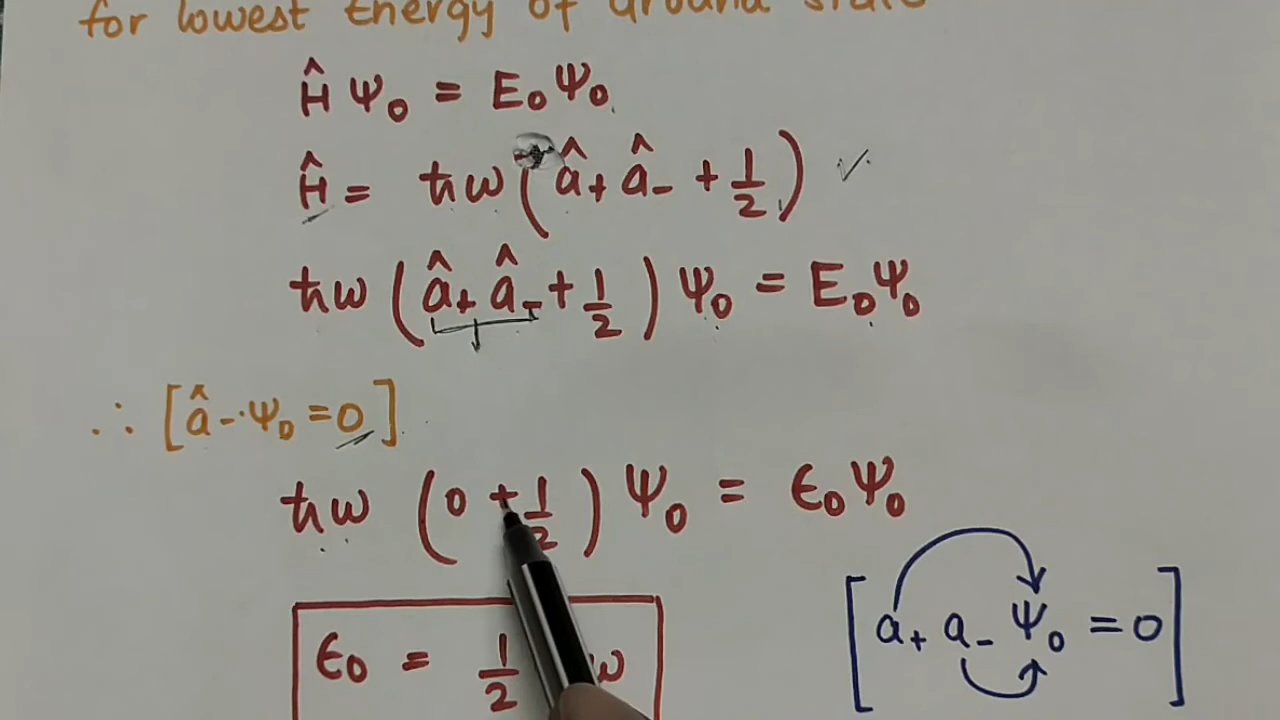 for lowest Energy of Ground state
Ĥ Ψ₀ = E₀Ψ₀
Ĥ = ħω(â₊ â₋ + 1/2) ✓
ħω (â₊ â₋ + 1/2) Ψ₀ = E₀Ψ₀
∴ [â₋·Ψ₀ = 0]
ħω (0 + 1/2) Ψ₀ = ϵ₀Ψ₀
[a₊ a₋ Ψ₀ = 0]
ϵ₀ = 1/2 ω